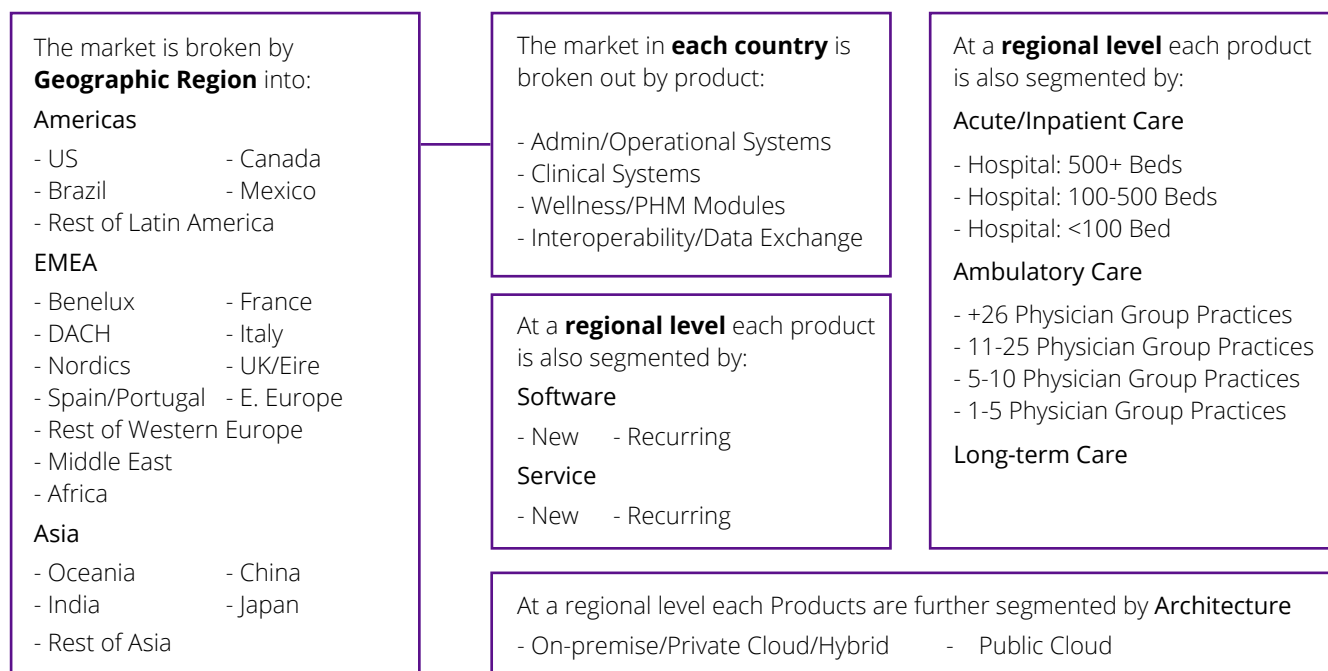 The market is broken by
Geographic Region into:
Americas
- US - Canada
- Brazil - Mexico
- Rest of Latin America
EMEA
- Benelux - France
- DACH - Italy
- Nordics - UK/Eire
- Spain/Portugal - E. Europe
- Rest of Western Europe
- Middle East
- Africa
Asia
- Oceania - China
- India - Japan
- Rest of Asia
The market in each country is
broken out by product:
- Admin/Operational Systems
- Clinical Systems
- Wellness/PHM Modules
- Interoperability/Data Exchange
At a regional level each product
is also segmented by:
Software
- New - Recurring
Service
- New - Recurring
At a regional level each product
is also segmented by:
Acute/Inpatient Care
- Hospital: 500+ Beds
- Hospital: 100-500 Beds
- Hospital: <100 Bed
Ambulatory Care
- +26 Physician Group Practices
- 11-25 Physician Group Practices
- 5-10 Physician Group Practices
- 1-5 Physician Group Practices
Long-term Care
At a regional level each Products are further segmented by Architecture
- On-premise/Private Cloud/Hybrid - Public Cloud